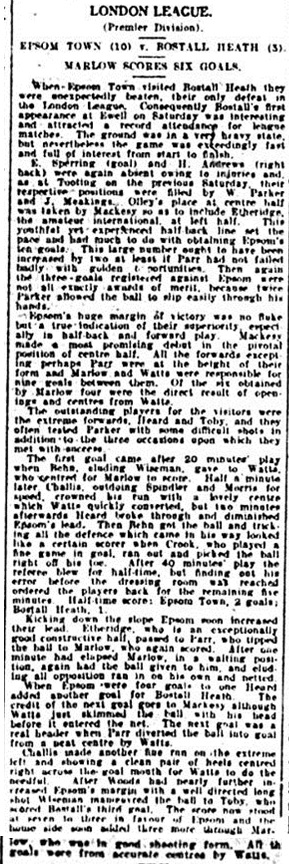 LONDON LEAGUE.
(Premier Division).
EPSOM TOWN (10) v. BOSTALL HEATH (3).
MARLOW SCORES SIX GOALS.
When Epsom Town visited Bostall Heath they
were unexpectedly beaten, their only defeat in
the London League. Consequently Bostall's first
appearance at Ewell on Saturday was interesting
and attracted a record attendance for league
matches. The ground was in a very heavy state,
but nevertheless the game was exceedingly fast
and full of interest from start to finish.
E. Sperring (goal) and H. Andrews (right
back) were again absent owing to injuries and,
as at Tooting on the previous Saturday, their
respective positions were filled by W. Parker
and J. Meakings. Olley's place at centre half
was taken by Mackesy so as to include Etheridge,
the amateur international, at left half. This
youthful yet experienced half-back line set the
pace and had much to do with obtaining Epsom's
ten goals. This large number ought to have been
increased by two at least if Parr had not failed
badly with golden opportunities. Then again
the three goals registered against Epsom were
not all exactly awards of merit, because twice
Parker allowed the ball to slip easily through his
hands.
Epsom's huge margin of victory was no fluke
but a true indication of their superiority, especi-
ally in half-back and forward play. Mackesy
made a most promising debut in the pivotal
position of centre half. All the forwards except-
ing perhaps Parr were at the height of their
form and Marlow and Watts were responsible for
nine goals between them. Of the six obtained
by Marlow four were the direct result of open-
ings and centres from Watts.
The outstanding players for the visitors were
the extreme forwards, Heard and Toby, and they
often tested Parker with some difficult shots in
addition to the three occasions upon which they
met with success.
The first goal came after 20 minutes' play
when Behn, eluding Wiseman, gave to Watts,
who centred for Marlow to score. Half a minute
later Challis, outpacing Spindler and Morris for
speed, crowned his run with a lovely centre
which Watts quickly converted, but two minutes
afterwards Heard broke through and diminished
Epsom's lead. Then Behn got the ball and trick-
ing all the defence which came in his way looked
like a certain scorer when Crook, who played a
fine game in goal, ran out and picked the ball
right off his toe. After 40 minutes' play the
referee blew for half-time, but finding out his
error before the dressing room was reached
ordered the players back for the remaining five
minutes. Half-time score: Epsom Town, 2 goals;
Bostall Heath, 1.
Kicking down the slope Epsom soon increased
their lead. Etheridge, who is an exceptionally
good constructive half, passed to Parr, who tipped
the ball to Marlow, who again scored. After one
minute had elapsed Marlow, in a waiting posi-
tion, again had the ball given to him, and elud-
ing all opposition ran in on his own and netted.
When Epsom were four goals to one Heard
added another goal for Bostall Heath. The
credit of the next goal goes to Mackesy although
Watts just skimmed the ball with his head
before it entered the net. The next goal was a
real header when Parr diverted the ball into goal
from a neat centre by Watts.
Challis made another fine run on the extreme
left and showing a clean pair of heels centred
right across the goal mouth for Watts to do the
needful. After Woods had nearly further in-
creased Epsom's margin with a well directed long
shot Wiseman manœuvred the ball to Toby, who
scored Bostall's third goal. The score now stood
seven to three in favour of Epsom and the
home side soon added three more through Mar-
low, who was in good shooting form. All th
goals were from accurate centres by Watts.